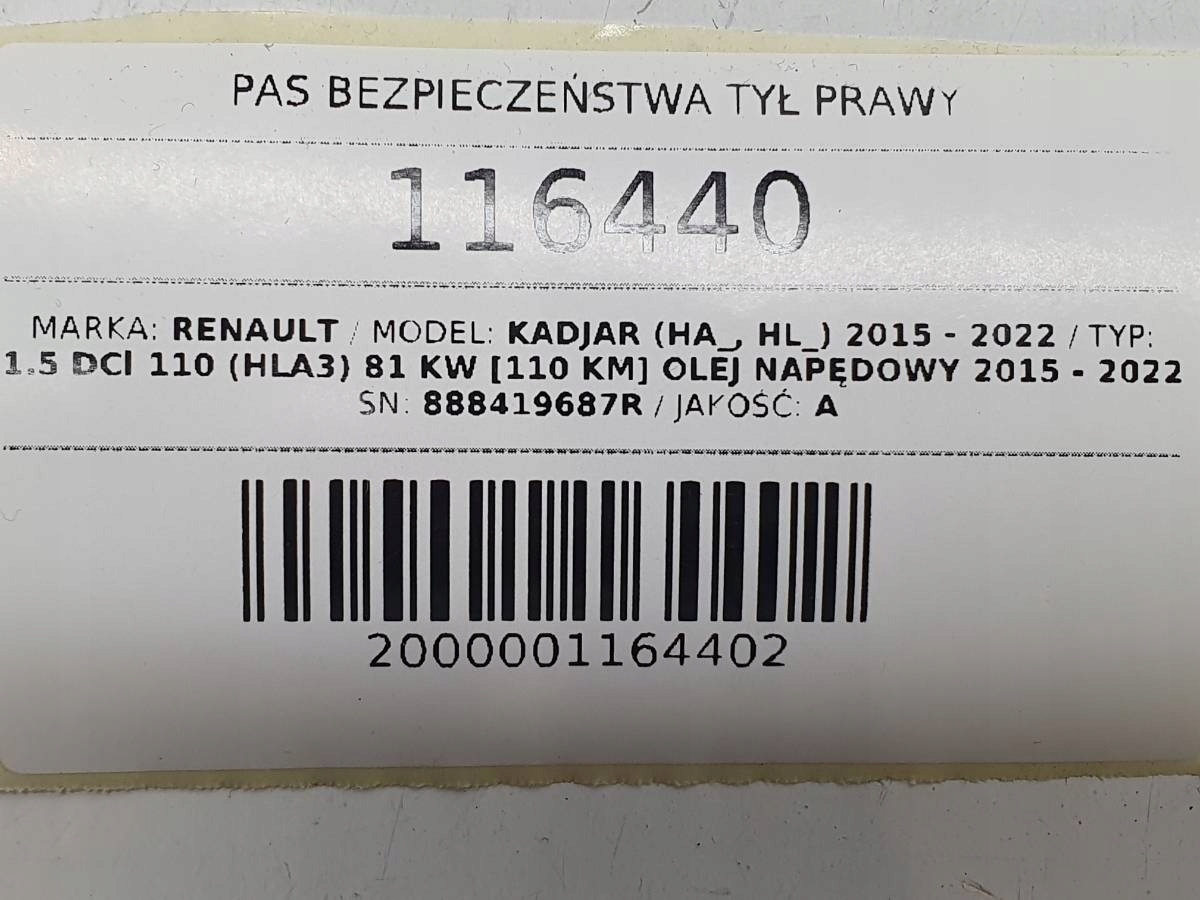 PAS BEZPIECZEŃSTWA TYŁ PRAWY
116440
MARKA: RENAULT / MODEL: KADJAR (HA_, HL_) 2015 - 2022 / TYP:
1.5 DCI 110 (HLA3) 81 KW [110 KM] OLEJ NAPĘDOWY 2015 - 2022
SN: 888419687R / JAKOŚĆ: A
2000001164402